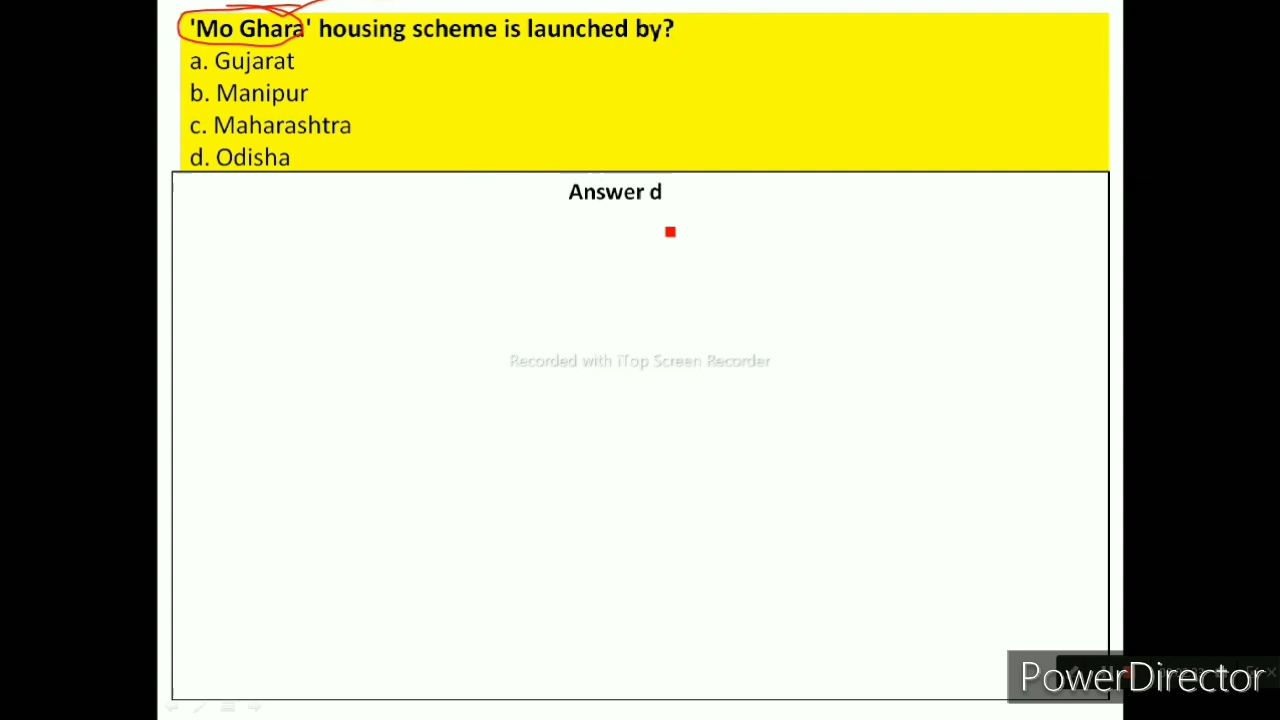 'Mo Ghara' housing scheme is launched by?
a. Gujarat
b. Manipur
c. Maharashtra
d. Odisha
Answer d
Recorded with iTop Screen Recorder
PowerDirector